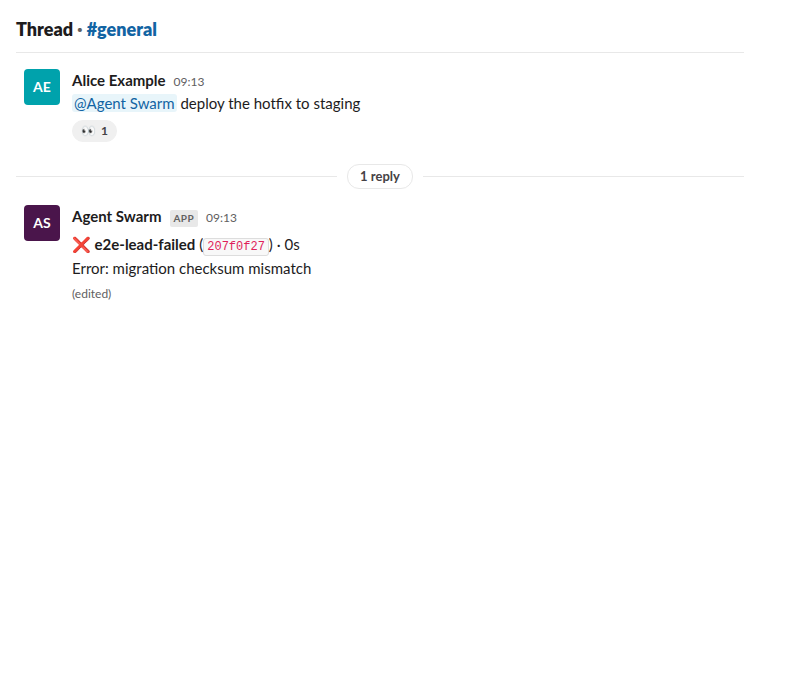 Thread • #general
AE
Alice Example 09:13
@Agent Swarm deploy the hotfix to staging
👀 1
1 reply
AS
Agent Swarm APP 09:13
❌ e2e-lead-failed (207f0f27) · 0s
Error: migration checksum mismatch
(edited)